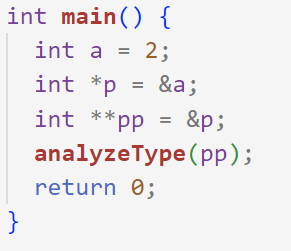 int main() {
  int a = 2;
  int *p = &a;
  int **pp = &p;
  analyzeType(pp);
  return 0;
}